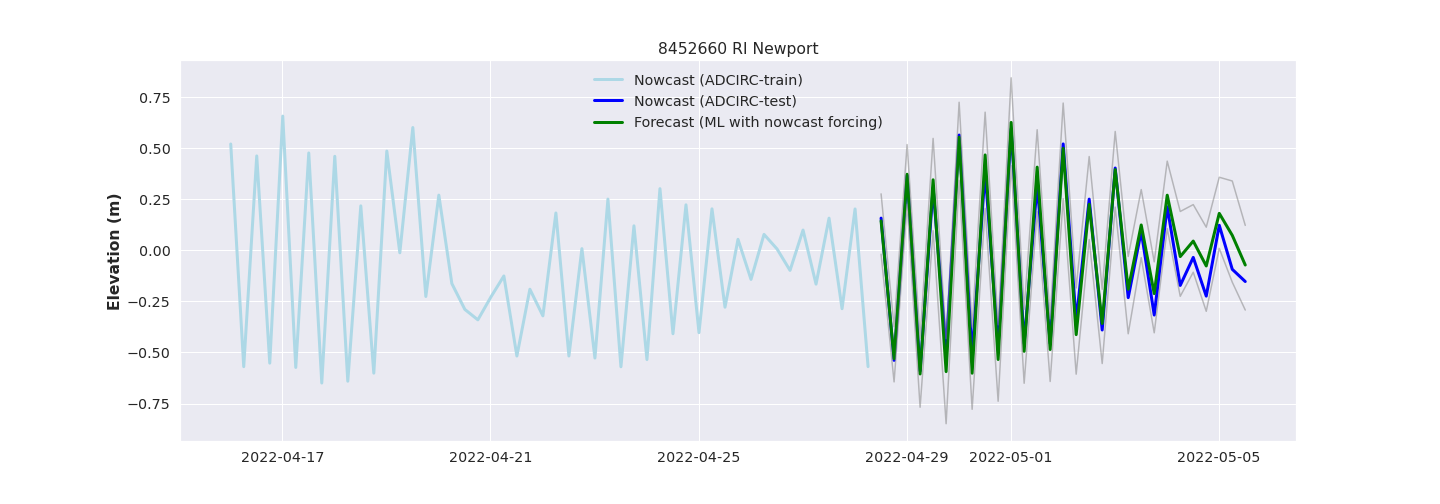 8452660 RI Newport
Nowcast (ADCIRC-train)
Nowcast (ADCIRC-test)
Forecast (ML with nowcast forcing)
Elevation (m)
0.75
0.50
0.25
0.00
−0.25
−0.50
−0.75
2022-04-17 2022-04-21 2022-04-25 2022-04-29 2022-05-01 2022-05-05